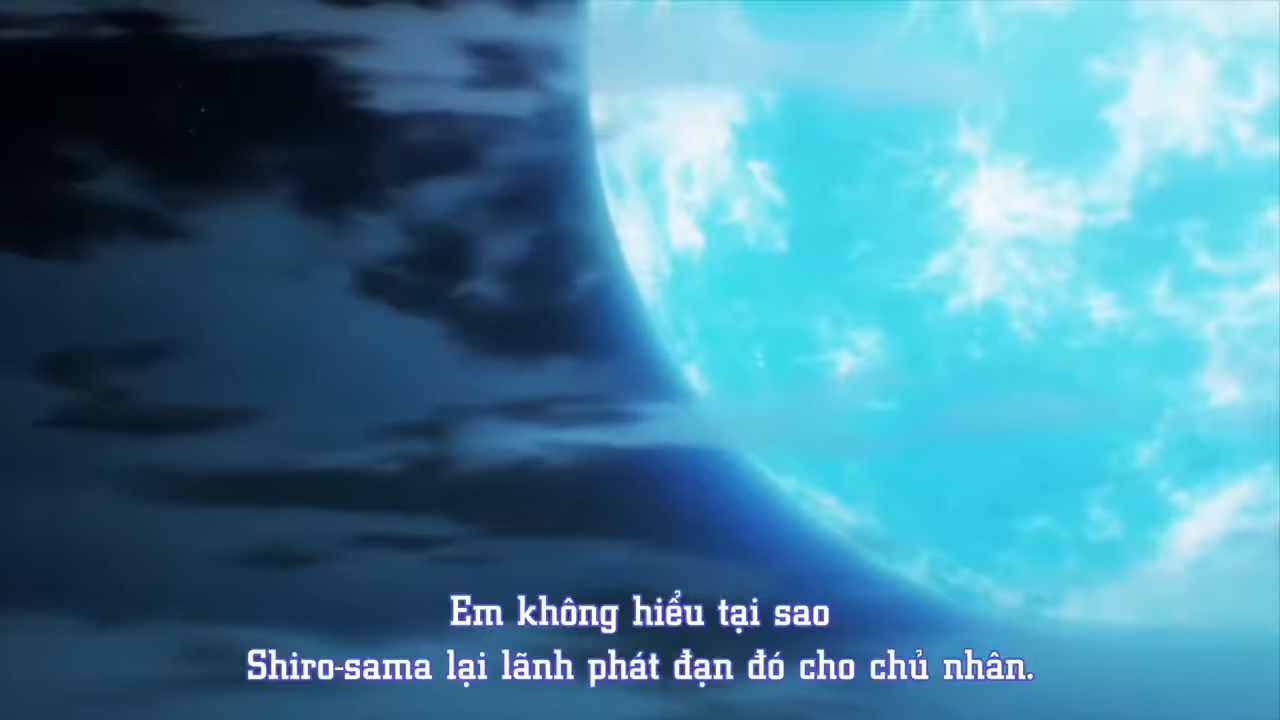 Em không hiểu tại sao
Shiro-sama lại lãnh phát đạn đó cho chủ nhân.